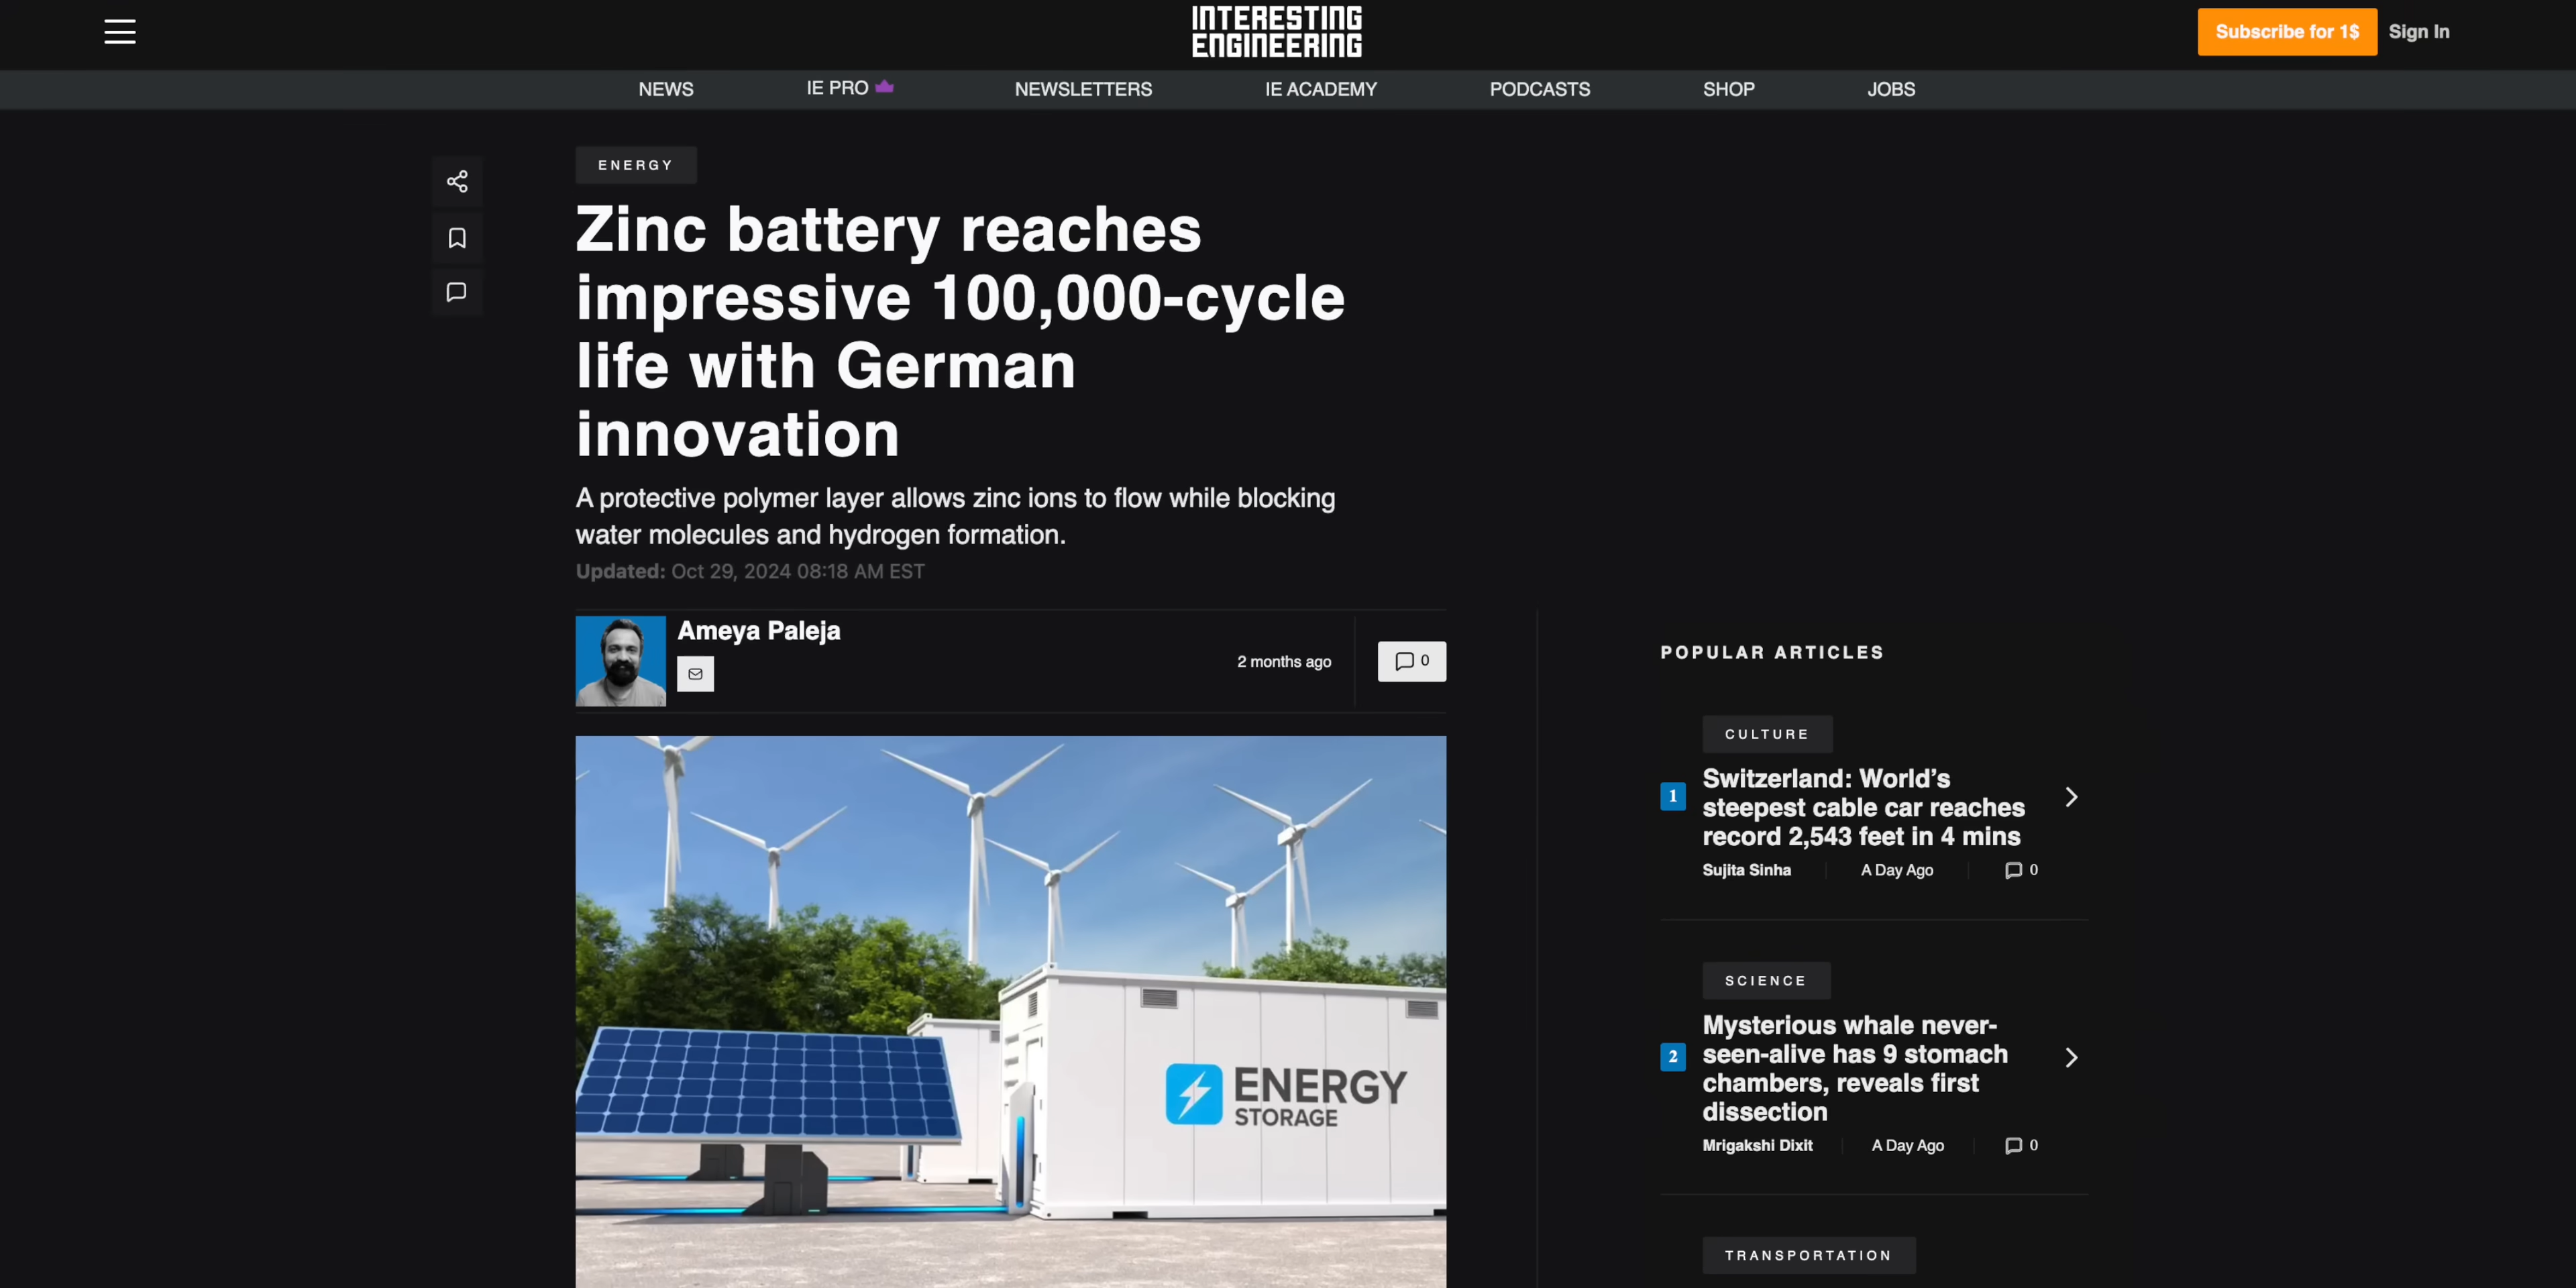 INTERESTING
ENGINEERING
Subscribe for 1$
Sign In
NEWS
IE PRO
NEWSLETTERS
IE ACADEMY
PODCASTS
SHOP
JOBS
ENERGY
Zinc battery reaches
impressive 100,000-cycle
life with German
innovation
A protective polymer layer allows zinc ions to flow while blocking
water molecules and hydrogen formation.
Updated: Oct 29, 2024 08:18 AM EST
Ameya Paleja
2 months ago
0
ENERGY
STORAGE
POPULAR ARTICLES
CULTURE
1
Switzerland: World’s
steepest cable car reaches
record 2,543 feet in 4 mins
Sujita Sinha
A Day Ago
0
SCIENCE
2
Mysterious whale never-
seen-alive has 9 stomach
chambers, reveals first
dissection
Mrigakshi Dixit
A Day Ago
0
TRANSPORTATION